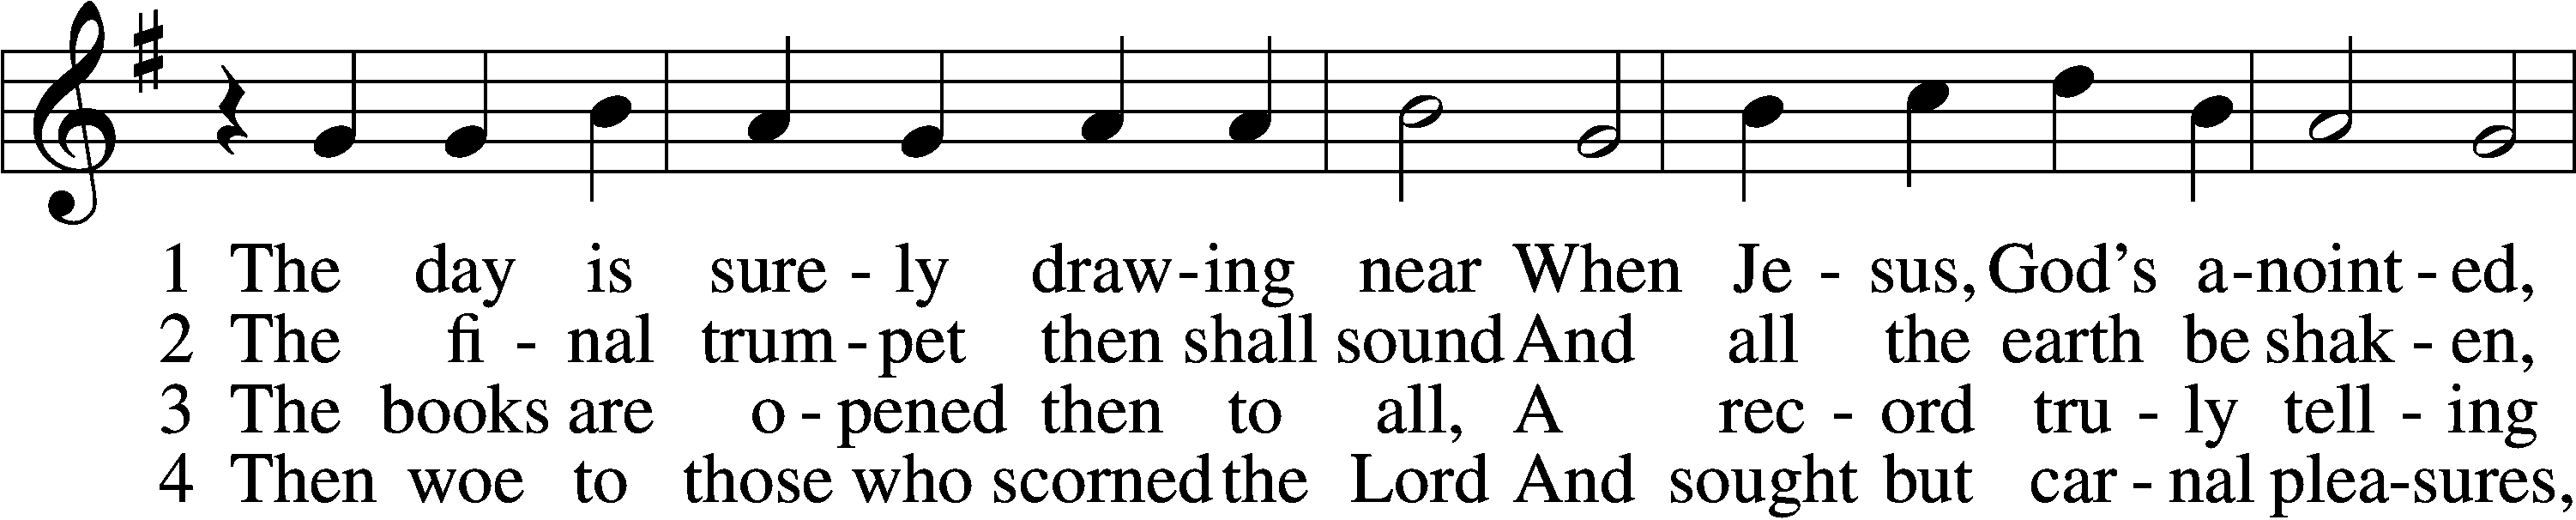 1 The day is sure - ly draw-ing near When Je - sus, God's a-noint - ed,
2 The fi - nal trum-pet then shall sound And all the earth be shak - en,
3 The books are o - pened then to all, A rec - ord tru - ly tell - ing
4 Then woe to those who scorned the Lord And sought but car - nal plea-sures,